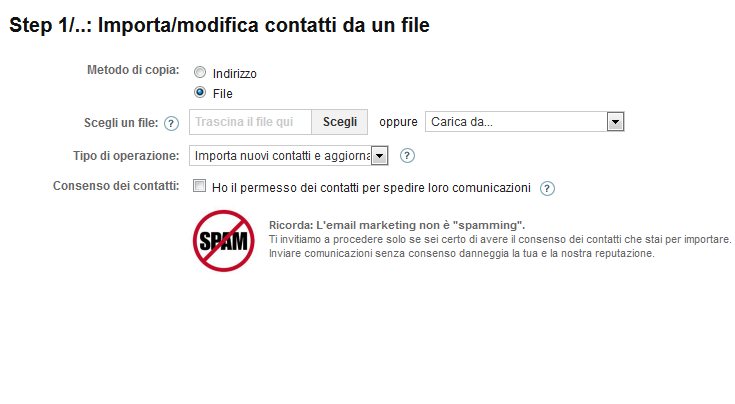 Step 1/..: Importa/modifica contatti da un file
Metodo di copia:
Indirizzo
File
Scegli un file: ? Trascina il file qui Scegli oppure Carica da...
Tipo di operazione: Importa nuovi contatti e aggiorna ?
Consenso dei contatti: Ho il permesso dei contatti per spedire loro comunicazioni ?
SPAM
Ricorda: L'email marketing non è "spamming".
Ti invitiamo a procedere solo se sei certo di avere il consenso dei contatti che stai per importare.
Inviare comunicazioni senza consenso danneggia la tua e la nostra reputazione.